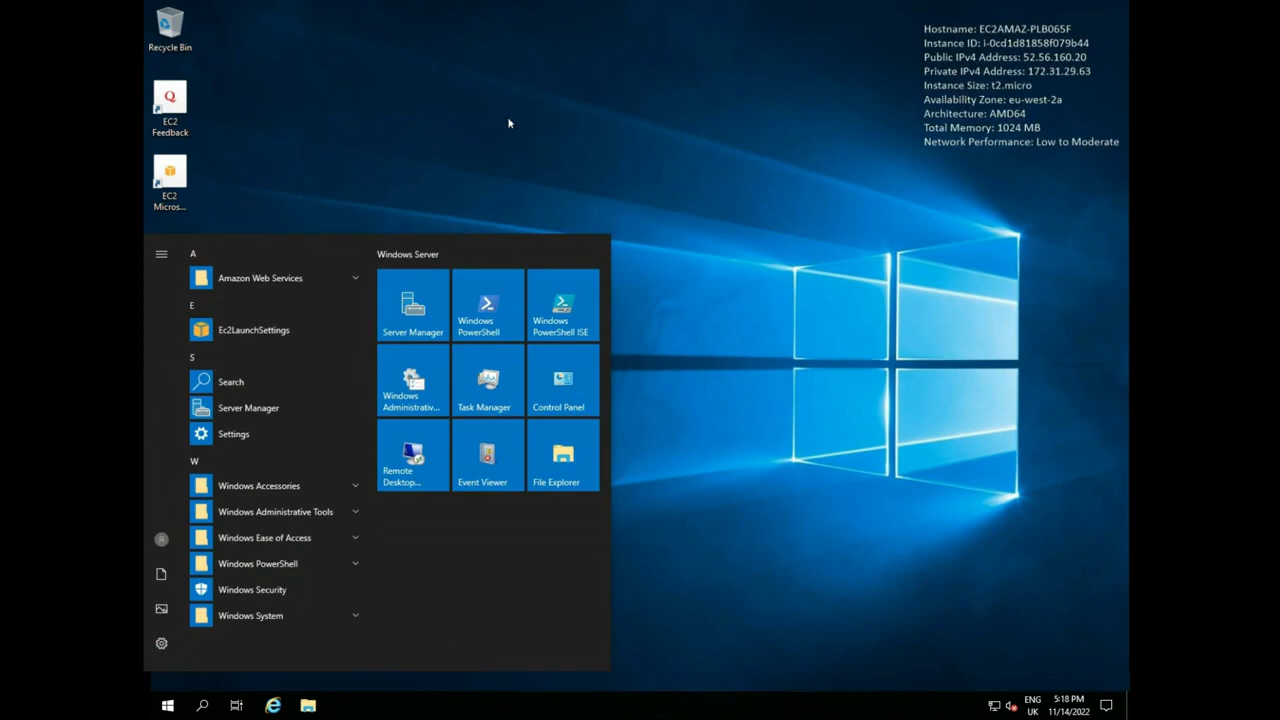 Recycle Bin
EC2
Feedback
EC2
Micros...
Hostname: EC2AMAZ-PLB065F
Instance ID: i-0cd1d81858f079b44
Public IPv4 Address: 52.56.160.20
Private IPv4 Address: 172.31.29.63
Instance Size: t2.micro
Availability Zone: eu-west-2a
Architecture: AMD64
Total Memory: 1024 MB
Network Performance: Low to Moderate
A
Amazon Web Services
E
Ec2LaunchSettings
S
Search
Server Manager
Settings
W
Windows Accessories
Windows Administrative Tools
Windows Ease of Access
Windows PowerShell
Windows Security
Windows System
Windows Server
Server Manager
Windows
PowerShell
Windows
PowerShell ISE
Windows
Administrativ...
Task Manager
Control Panel
Remote
Desktop...
Event Viewer
File Explorer
ENG
UK
5:18 PM
11/14/2022